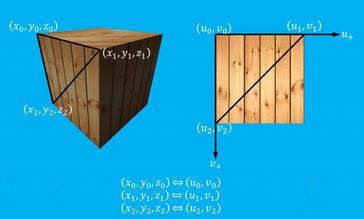 (x₀, y₀, z₀)
(x₁, y₁, z₁)
(x₂, y₂, z₂)
(u₀, v₀)
(u₁, v₁)
u₊
(u₂, v₂)
v₊
(x₀, y₀, z₀) ⇔ (u₀, v₀)
(x₁, y₁, z₁) ⇔ (u₁, v₁)
(x₂, y₂, z₂) ⇔ (u₂, v₂)